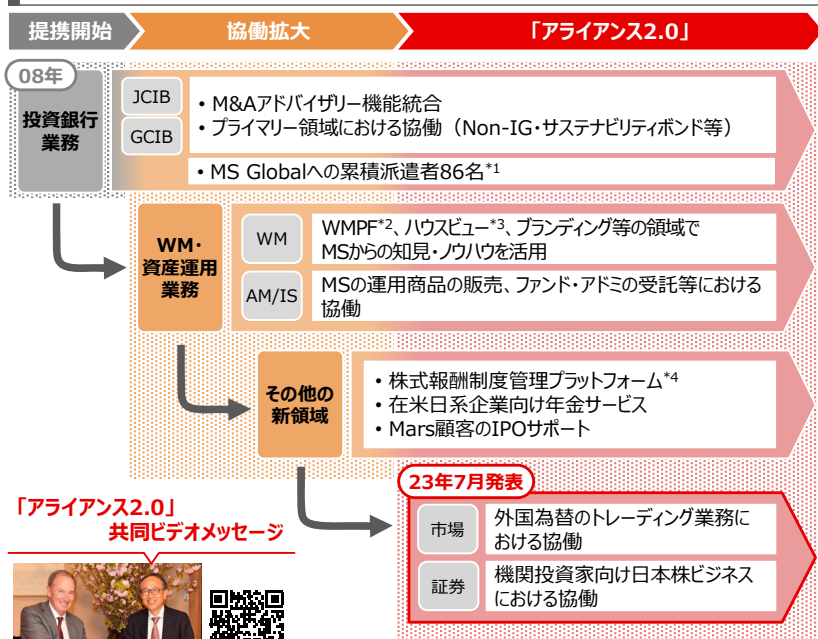 提携開始
協働拡大
「アライアンス2.0」
08年
投資銀行
業務
JCIB
GCIB
• M&Aアドバイザリー機能統合
• プライマリー領域における協働（Non-IG・サステナビリティボンド等）
• MS Globalへの累積派遣者86名*1
WM・
資産運用
業務
WM
WMPF*2、ハウスビュー*3、ブランディング等の領域で
MSからの知見・ノウハウを活用
AM/IS
MSの運用商品の販売、ファンド・アドミの受託等における
協働
その他の
新領域
• 株式報酬制度管理プラットフォーム*4
• 在米日系企業向け年金サービス
• Mars顧客のIPOサポート
23年7月発表
市場
外国為替のトレーディング業務に
おける協働
証券
機関投資家向け日本株ビジネス
における協働
「アライアンス2.0」
共同ビデオメッセージ